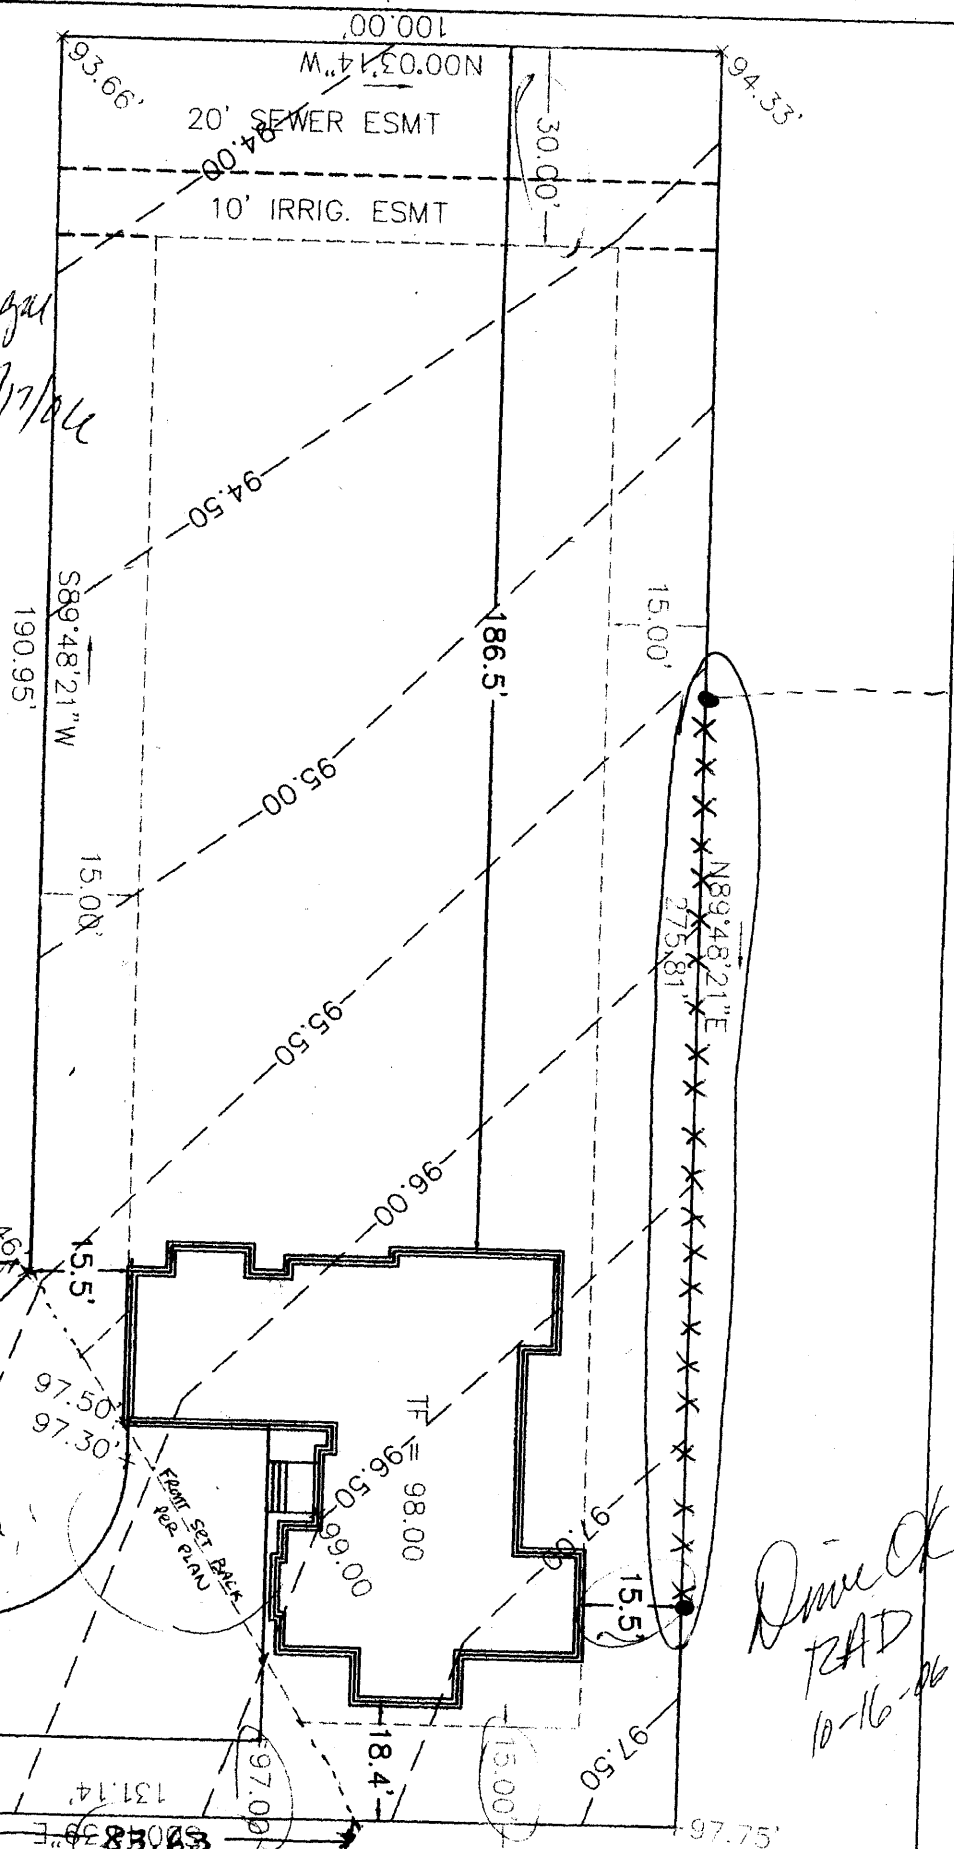 100.00'
N00°03'14"W
93.66'
94.33'
20' SEWER ESMT
94.00
30.00'
10' IRRIG. ESMT
94.50
S89°48'21"W
190.95'
186.5'
15.00'
95.00
15.00'
N89°48'21"E
275.81'
95.50
96.00
15.5'
97.50'
97.30'
TF = 98.00
96.50
99.00
97.00
FRONT SET BACK
PER PLAN
15.5'
Drive OK
RAD
10-16-06
97.50
18.4'
15.00'
97.00
131.14'
97.75'